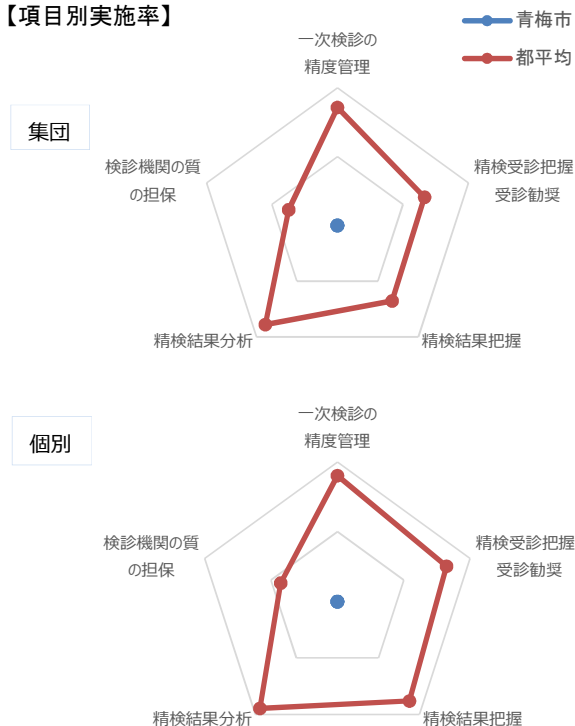 【項目別実施率】
青梅市
都平均
集団
一次検診の
精度管理
検診機関の質
の担保
精検受診把握
受診勧奨
精検結果分析
精検結果把握
個別
一次検診の
精度管理
検診機関の質
の担保
精検受診把握
受診勧奨
精検結果分析
精検結果把握